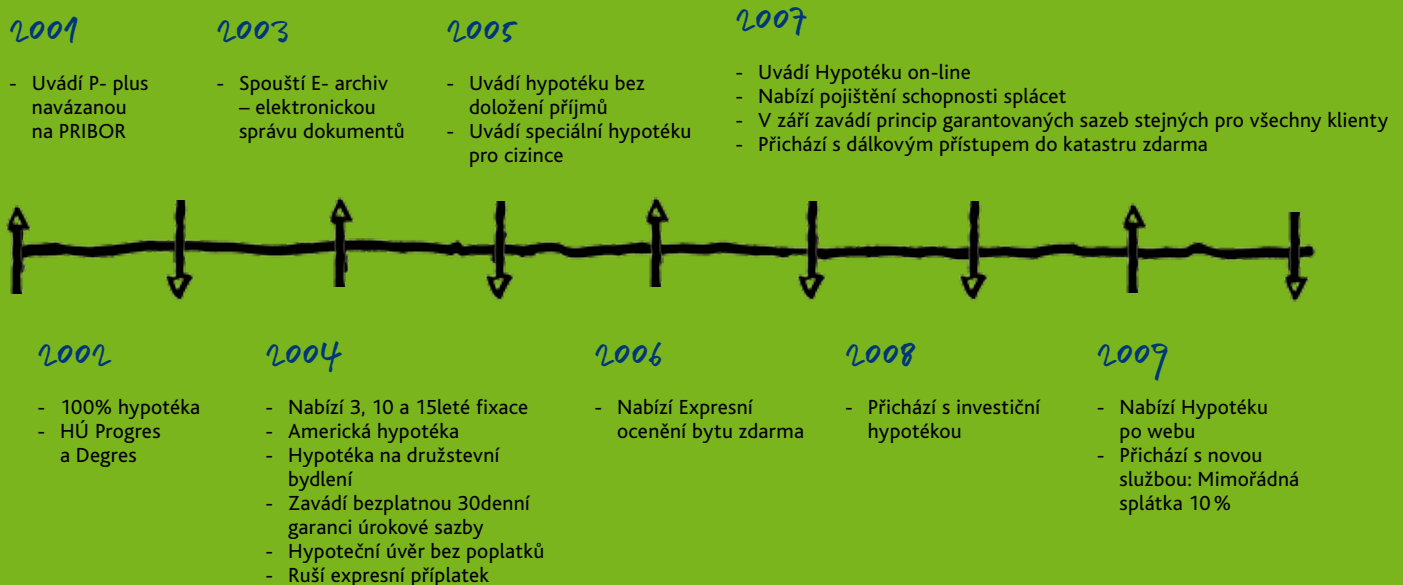 2001
- Uvádí P- plus
navázanou
na PRIBOR
2003
- Spouští E- archiv
– elektronickou
správu dokumentů
2005
- Uvádí hypotéku bez
doložení příjmů
- Uvádí speciální hypotéku
pro cizince
2007
- Uvádí Hypotéku on-line
- Nabízí pojištění schopnosti splácet
- V září zavádí princip garantovaných sazeb stejných pro všechny klienty
- Přichází s dálkovým přístupem do katastru zdarma
2002
- 100% hypotéka
- HÚ Progres
a Degres
2004
- Nabízí 3, 10 a 15leté fixace
- Americká hypotéka
- Hypotéka na družstevní
bydlení
- Zavádí bezplatnou 30denní
garanci úrokové sazby
- Hypoteční úvěr bez poplatků
- Ruší expresní příplatek
2006
- Nabízí Expresní
ocenění bytu zdarma
2008
- Přichází s investiční
hypotékou
2009
- Nabízí Hypotéku
po webu
- Přichází s novou
službou: Mimořádná
splátka 10 %